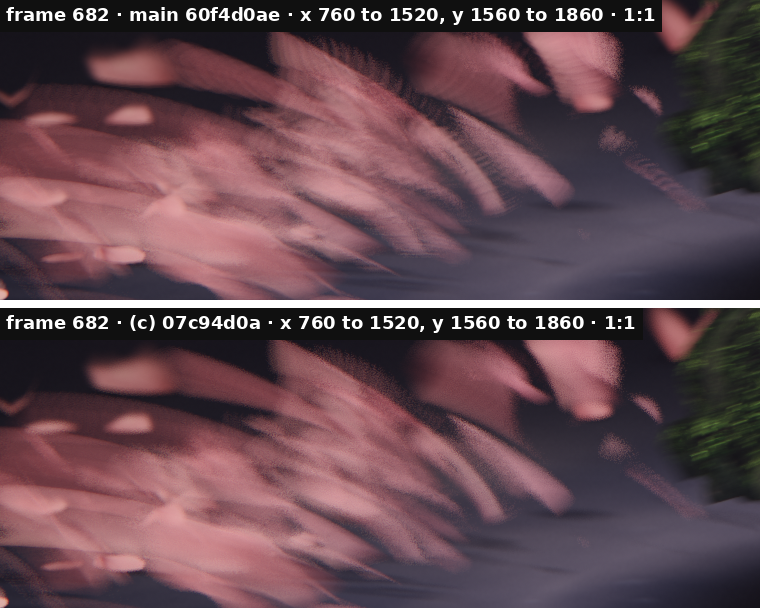 frame 682 · main 60f4d0ae · x 760 to 1520, y 1560 to 1860 · 1:1
frame 682 · (c) 07c94d0a · x 760 to 1520, y 1560 to 1860 · 1:1